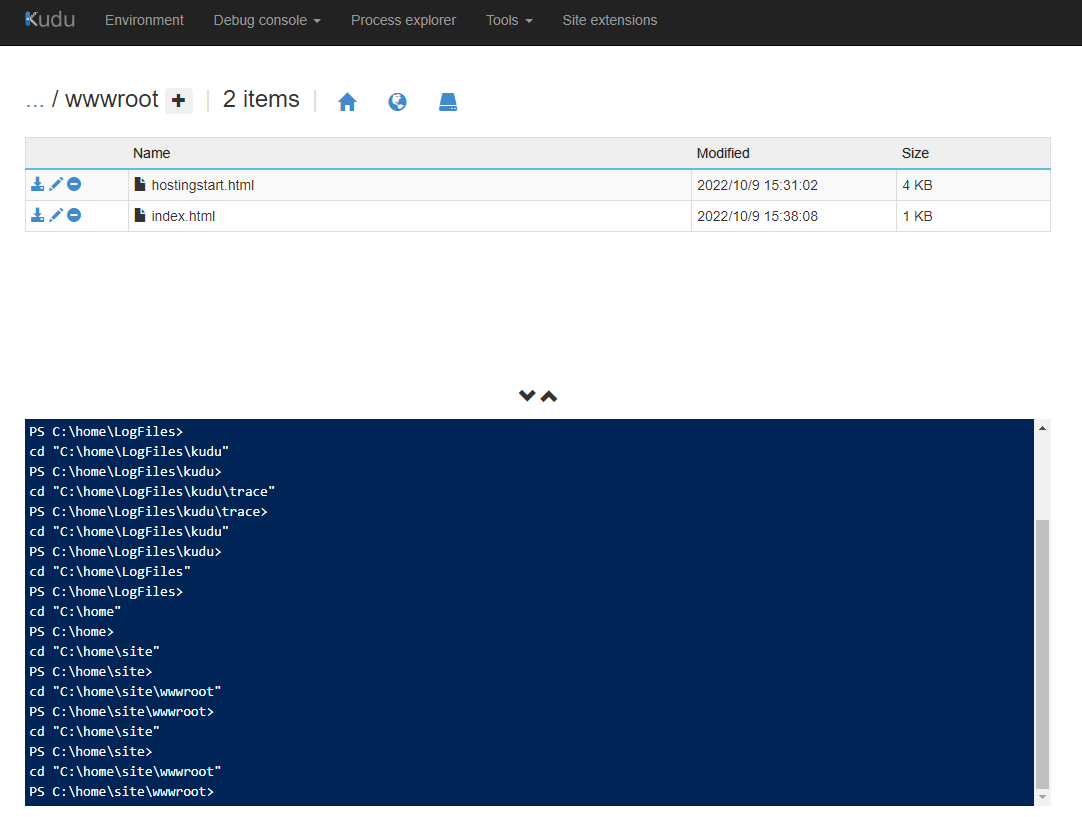 Kudu Environment Debug console Process explorer Tools Site extensions
... / wwwroot + | 2 items |
Name Modified Size
hostingstart.html 2022/10/9 15:31:02 4 KB
index.html 2022/10/9 15:38:08 1 KB
PS C:\home\LogFiles>
cd "C:\home\LogFiles\kudu"
PS C:\home\LogFiles\kudu>
cd "C:\home\LogFiles\kudu\trace"
PS C:\home\LogFiles\kudu\trace>
cd "C:\home\LogFiles\kudu"
PS C:\home\LogFiles\kudu>
cd "C:\home\LogFiles"
PS C:\home\LogFiles>
cd "C:\home"
PS C:\home>
cd "C:\home\site"
PS C:\home\site>
cd "C:\home\site\wwwroot"
PS C:\home\site\wwwroot>
cd "C:\home\site"
PS C:\home\site>
cd "C:\home\site\wwwroot"
PS C:\home\site\wwwroot>